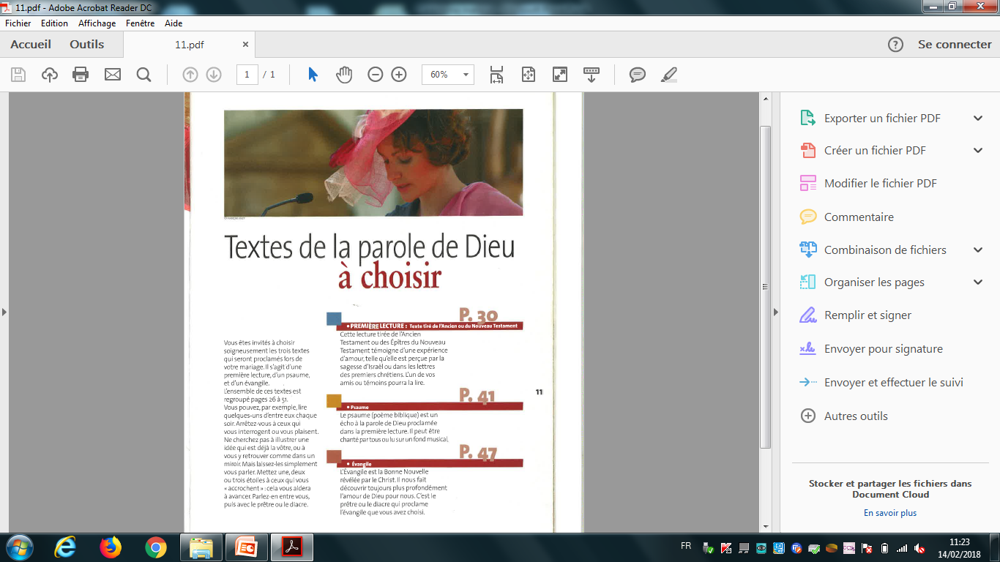 11.pdf - Adobe Acrobat Reader DC
Fichier Edition Affichage Fenêtre Aide
Accueil Outils 11.pdf × Se connecter
1 / 1 60%
Textes de la parole de Dieu
à choisir
Vous êtes invités à choisir
soigneusement les trois textes
qui seront proclamés lors de
votre mariage. Il s'agit d'une
première lecture, d'un psaume,
et d'un évangile.
L'ensemble de ces textes est
regroupé pages 26 à 51.
Vous pouvez, par exemple, lire
quelques-uns d'entre eux chaque
soir. Arrêtez-vous à ceux qui
vous interrogent ou vous plaisent.
Ne cherchez pas à illustrer une
idée qui est déjà la vôtre, ou à
vous y retrouver comme dans un
miroir. Mais laissez-les simplement
vous parler. Mettez une, deux
ou trois étoiles à ceux qui vous
« accrochent » : cela vous aidera
à avancer. Parlez-en entre vous,
puis avec le prêtre ou le diacre.
P. 30
• PREMIÈRE LECTURE : Texte tiré de l'Ancien ou du Nouveau Testament
Cette lecture tirée de l'Ancien
Testament ou des Épîtres du Nouveau
Testament témoigne d'une expérience
d'amour, telle qu'elle est perçue par la
sagesse d'Israël ou dans les lettres
des premiers chrétiens. L'un de vos
amis ou témoins pourra la lire.
P. 41
• Psaume
Le psaume (poème biblique) est un
écho à la parole de Dieu proclamée
dans la première lecture. Il peut être
chanté par tous ou lu sur un fond musical.
P. 47
• Évangile
L'Évangile est la Bonne Nouvelle
révélée par le Christ. Il nous fait
découvrir toujours plus profondément
l'amour de Dieu pour nous. C'est le
prêtre ou le diacre qui proclame
l'évangile que vous avez choisi.
11
Exporter un fichier PDF
Créer un fichier PDF
Modifier le fichier PDF
Commentaire
Combinaison de fichiers
Organiser les pages
Remplir et signer
Envoyer pour signature
Envoyer et effectuer le suivi
Autres outils
Stocker et partager les fichiers dans
Document Cloud
En savoir plus
FR 11:23
14/02/2018